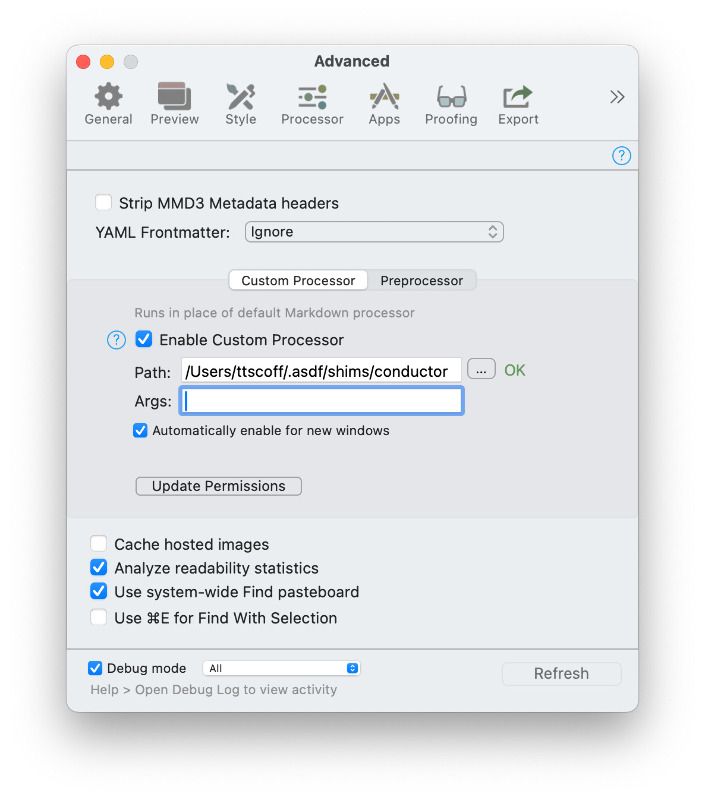 Advanced
General Preview Style Processor Apps Proofing Export »
?
Strip MMD3 Metadata headers
YAML Frontmatter: Ignore
Custom Processor Preprocessor
Runs in place of default Markdown processor
? Enable Custom Processor
Path: /Users/ttscoff/.asdf/shims/conductor ... OK
Args:
Automatically enable for new windows
Update Permissions
Cache hosted images
Analyze readability statistics
Use system-wide Find pasteboard
Use ⌘E for Find With Selection
Debug mode All Refresh
Help > Open Debug Log to view activity